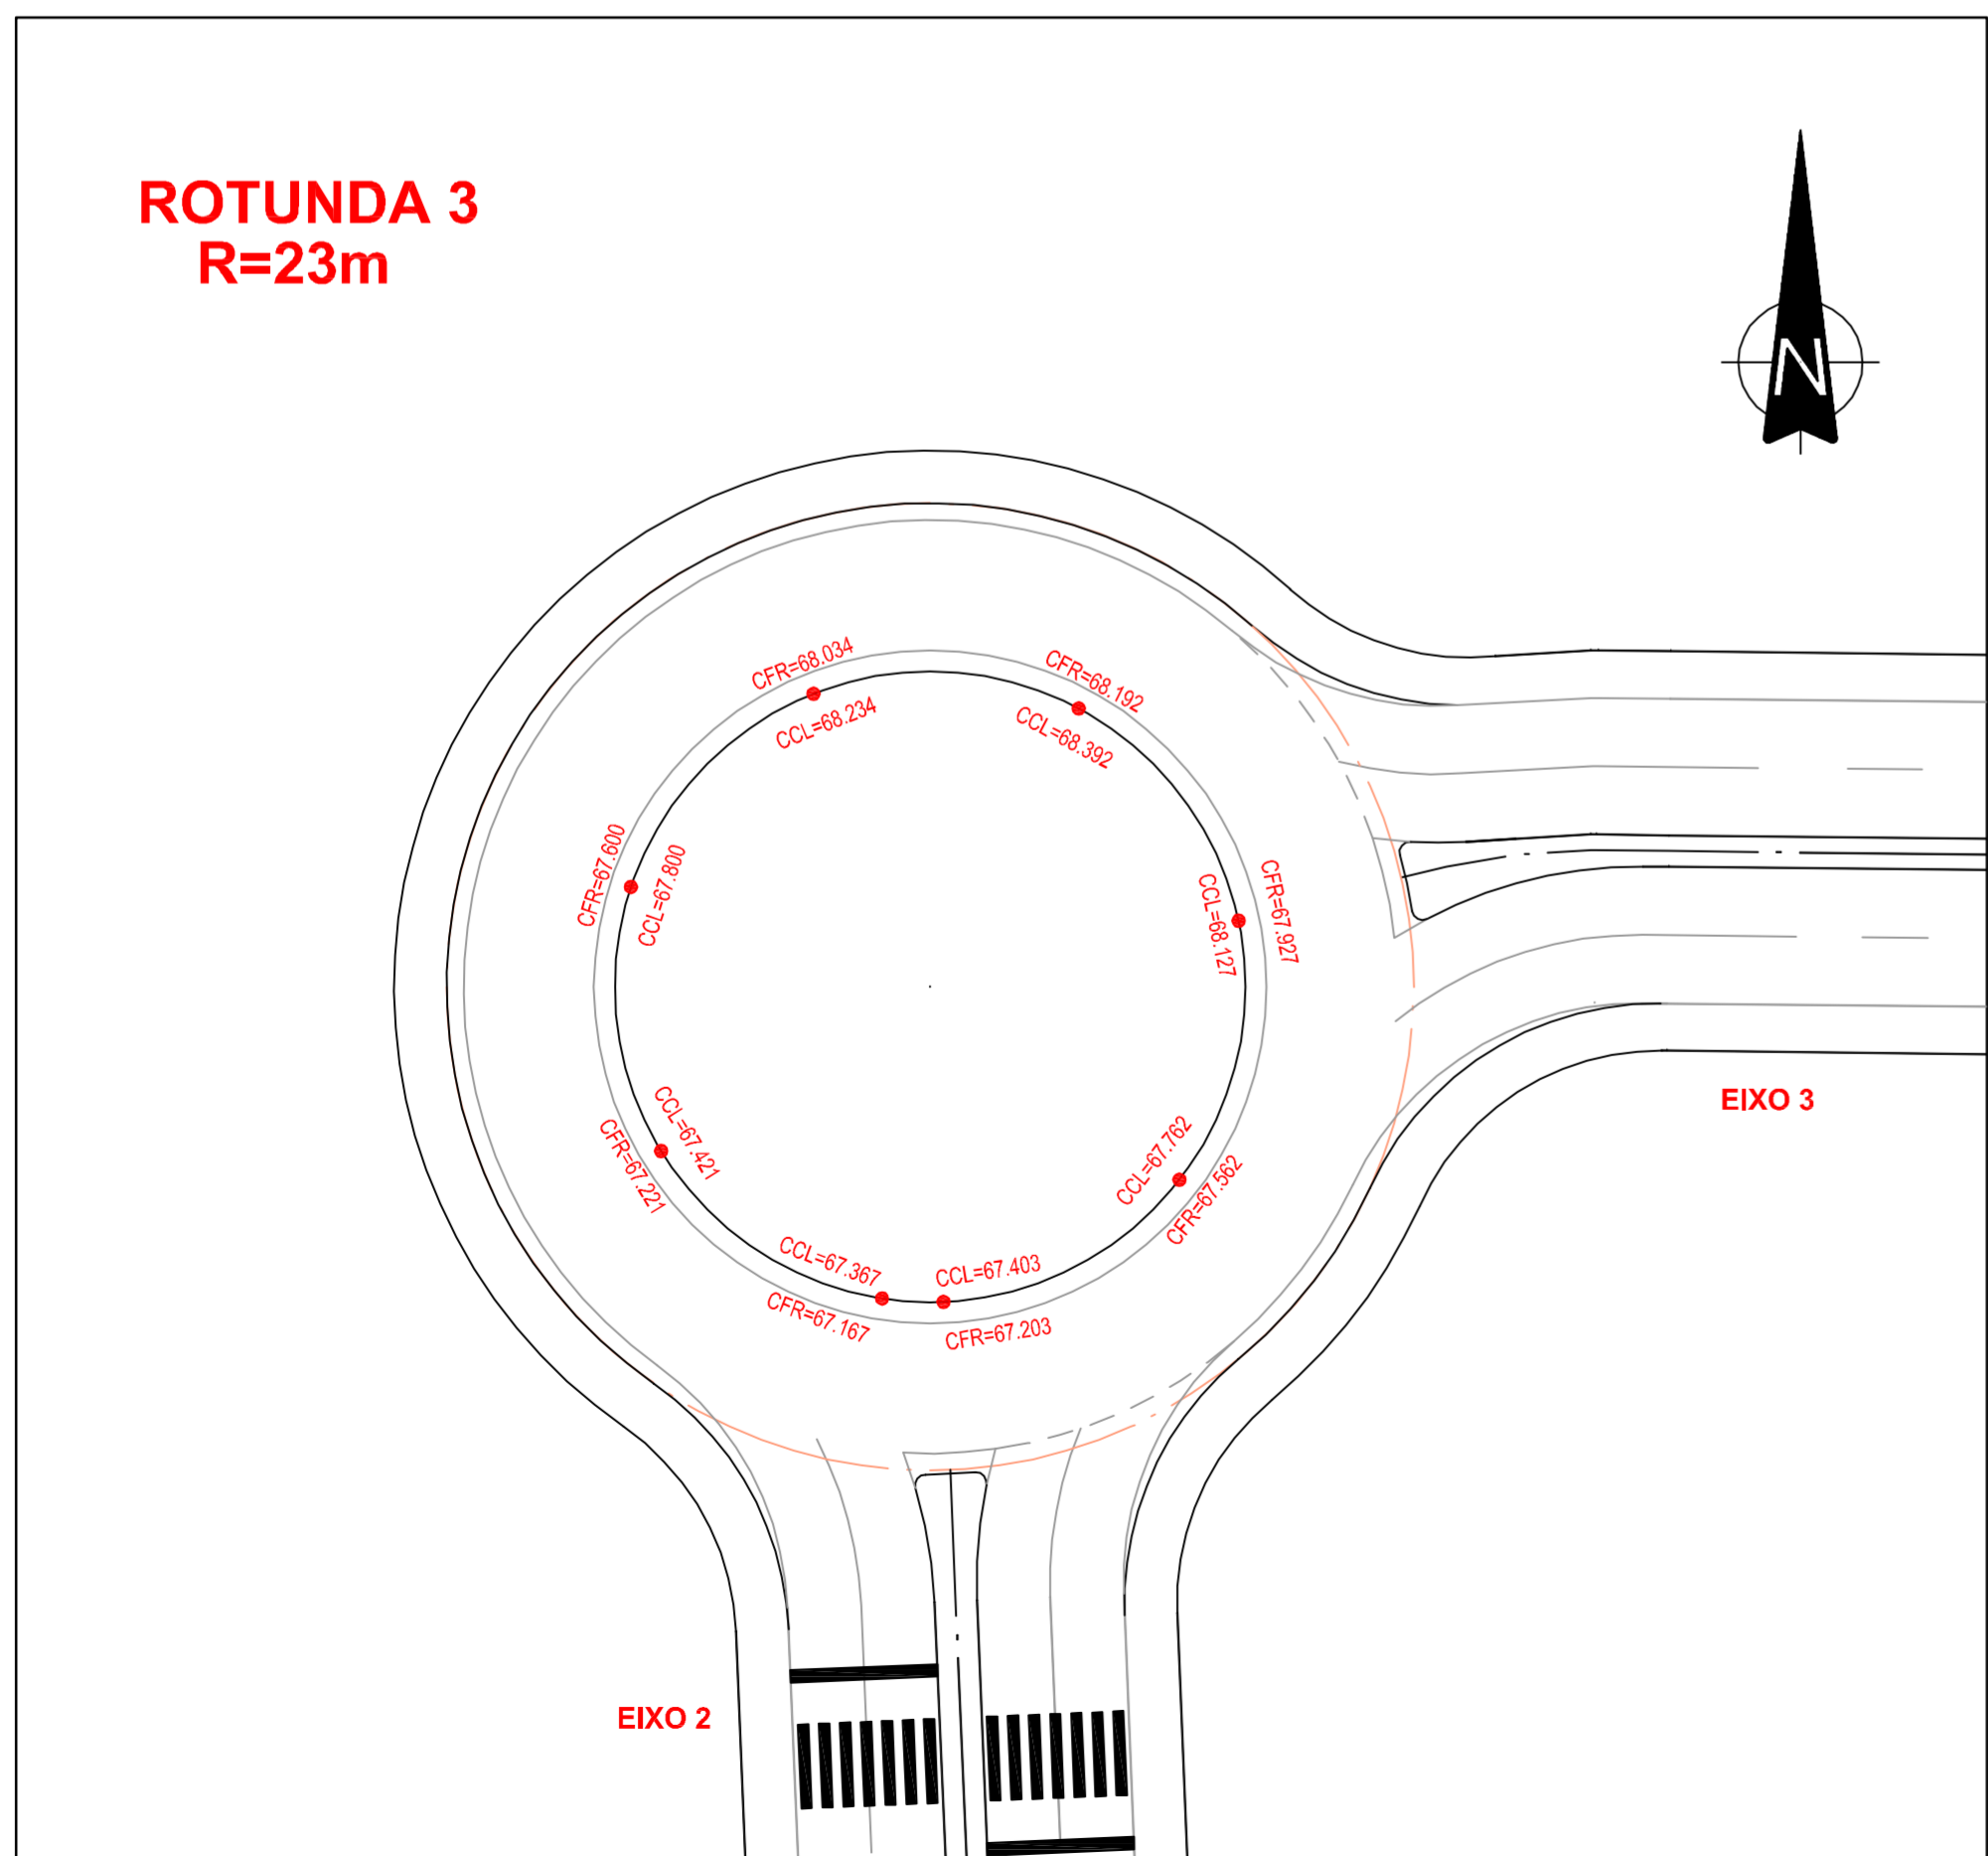 ROTUNDA 3
R=23m
N
CFR=68.034
CCL=68.234
CFR=68.192
CCL=68.392
CFR=67.600
CCL=67.800
CCL=68.127
CFR=67.927
CCL=67.421
CFR=67.221
CCL=67.762
CFR=67.562
CCL=67.367
CFR=67.167
CCL=67.403
CFR=67.203
EIXO 3
EIXO 2